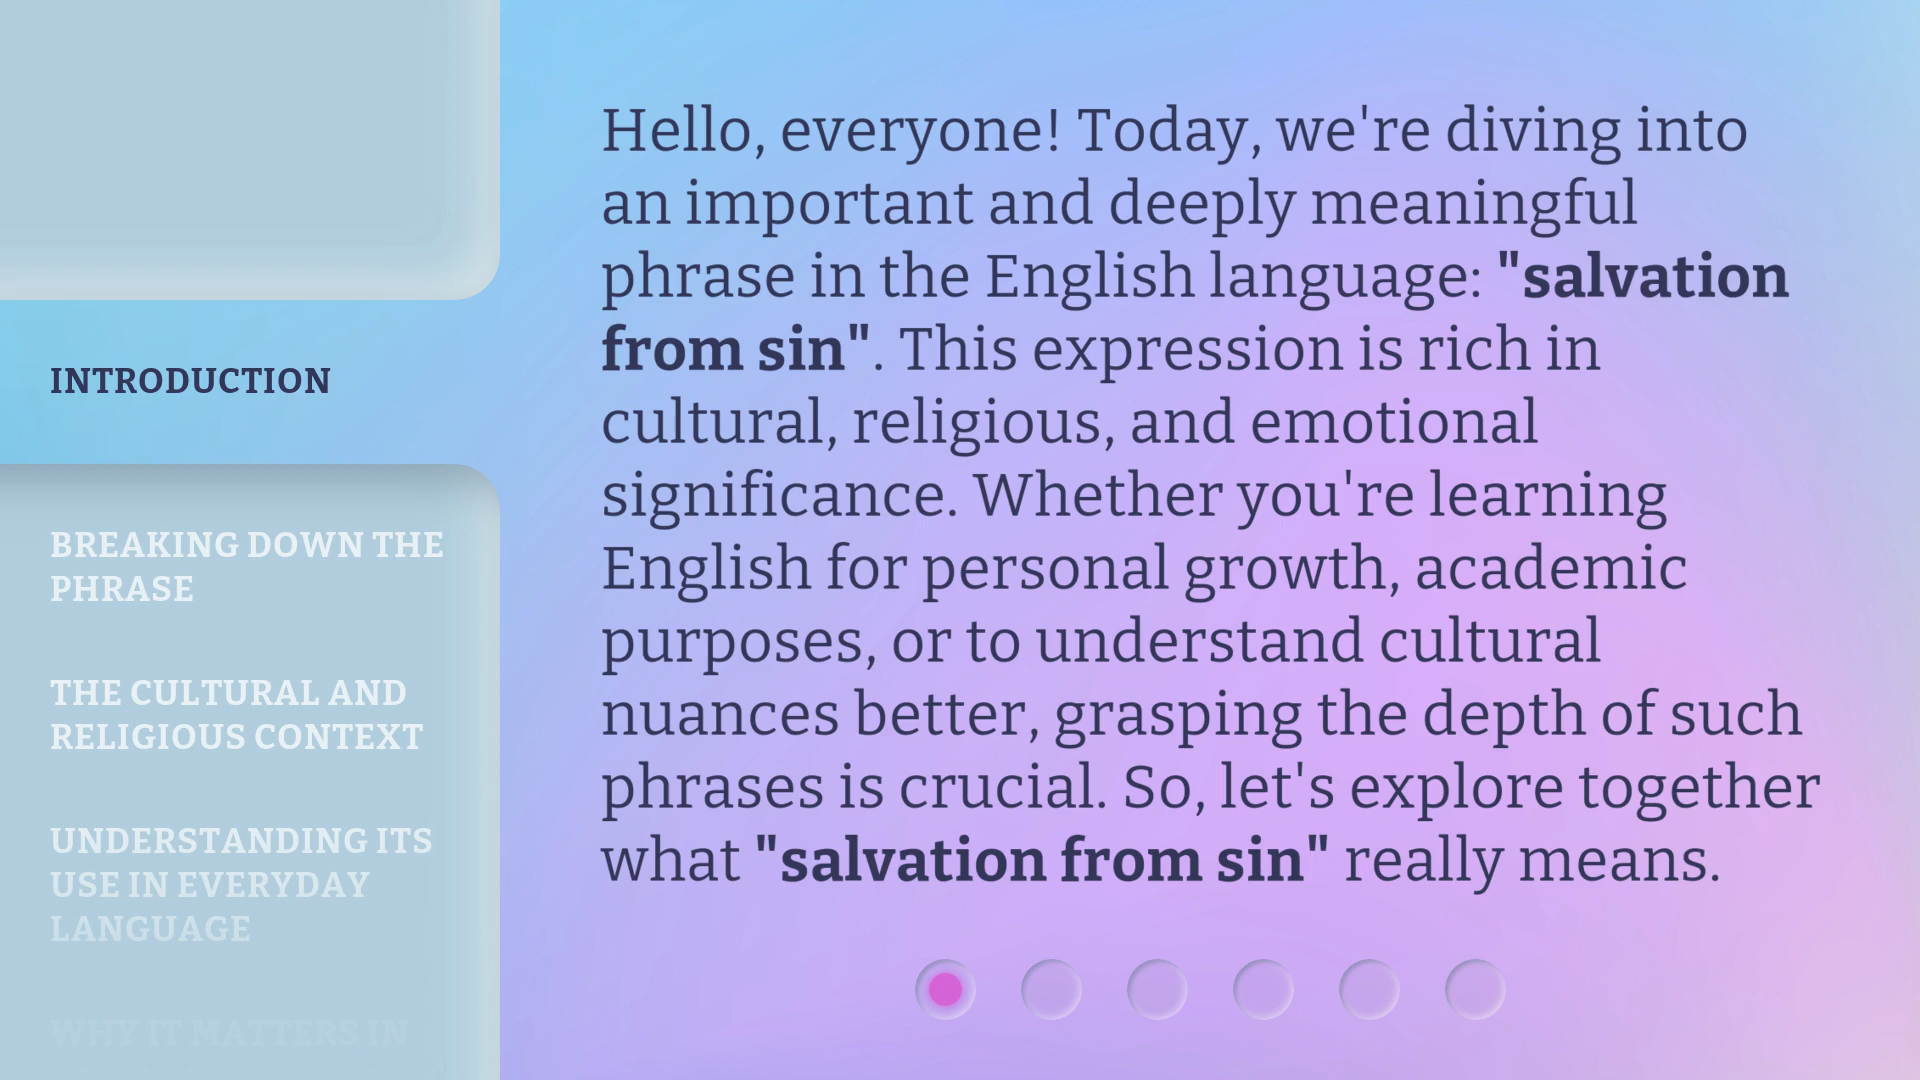 INTRODUCTION
BREAKING DOWN THE
PHRASE
THE CULTURAL AND
RELIGIOUS CONTEXT
UNDERSTANDING ITS
USE IN EVERYDAY
LANGUAGE
WHY IT MATTERS IN
Hello, everyone! Today, we're diving into
an important and deeply meaningful
phrase in the English language: "salvation
from sin". This expression is rich in
cultural, religious, and emotional
significance. Whether you're learning
English for personal growth, academic
purposes, or to understand cultural
nuances better, grasping the depth of such
phrases is crucial. So, let's explore together
what "salvation from sin" really means.